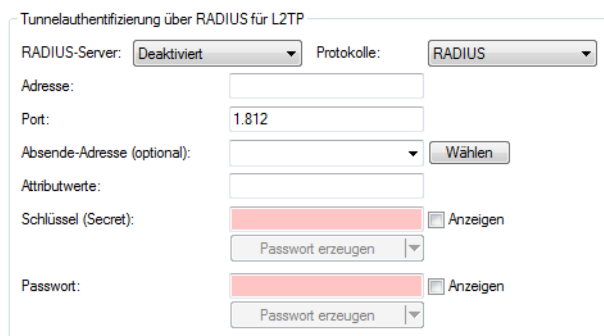 Tunnelauthentifizierung über RADIUS für L2TP
RADIUS-Server: Deaktiviert Protokolle: RADIUS
Adresse:
Port: 1.812
Absende-Adresse (optional): Wählen
Attributwerte:
Schlüssel (Secret): Anzeigen
Passwort erzeugen
Passwort: Anzeigen
Passwort erzeugen